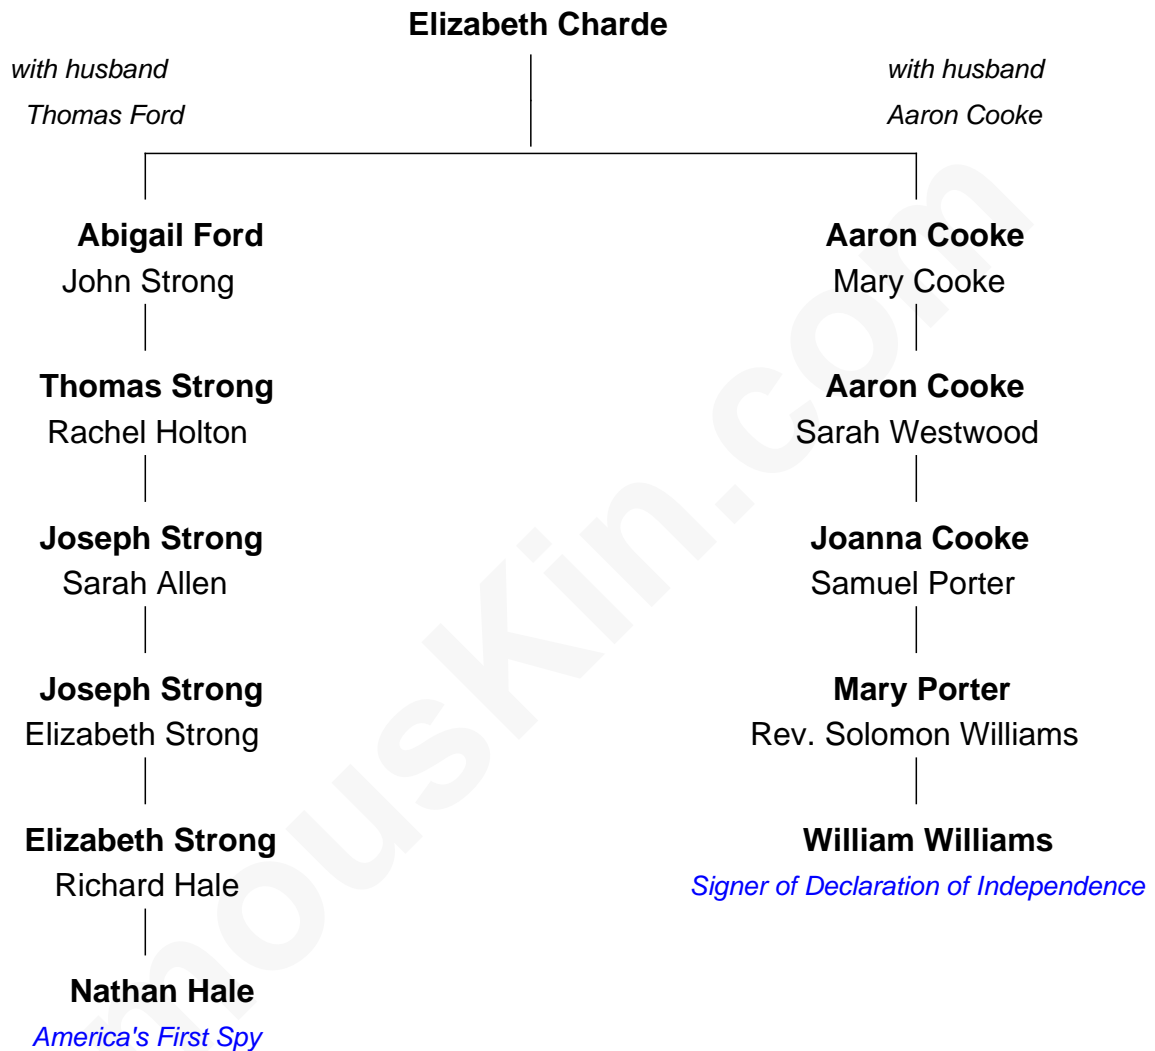 Elizabeth Charde
with husband
Thomas Ford
with husband
Aaron Cooke
Abigail Ford
John Strong
Aaron Cooke
Mary Cooke
Thomas Strong
Rachel Holton
Aaron Cooke
Sarah Westwood
Joseph Strong
Sarah Allen
Joanna Cooke
Samuel Porter
Joseph Strong
Elizabeth Strong
Mary Porter
Rev. Solomon Williams
Elizabeth Strong
Richard Hale
William Williams
Signer of Declaration of Independence
Nathan Hale
America's First Spy
mousKin.com